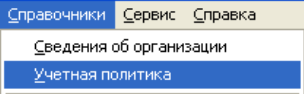 Справочники Сервис Справка
Сведения об организации
Учетная политика